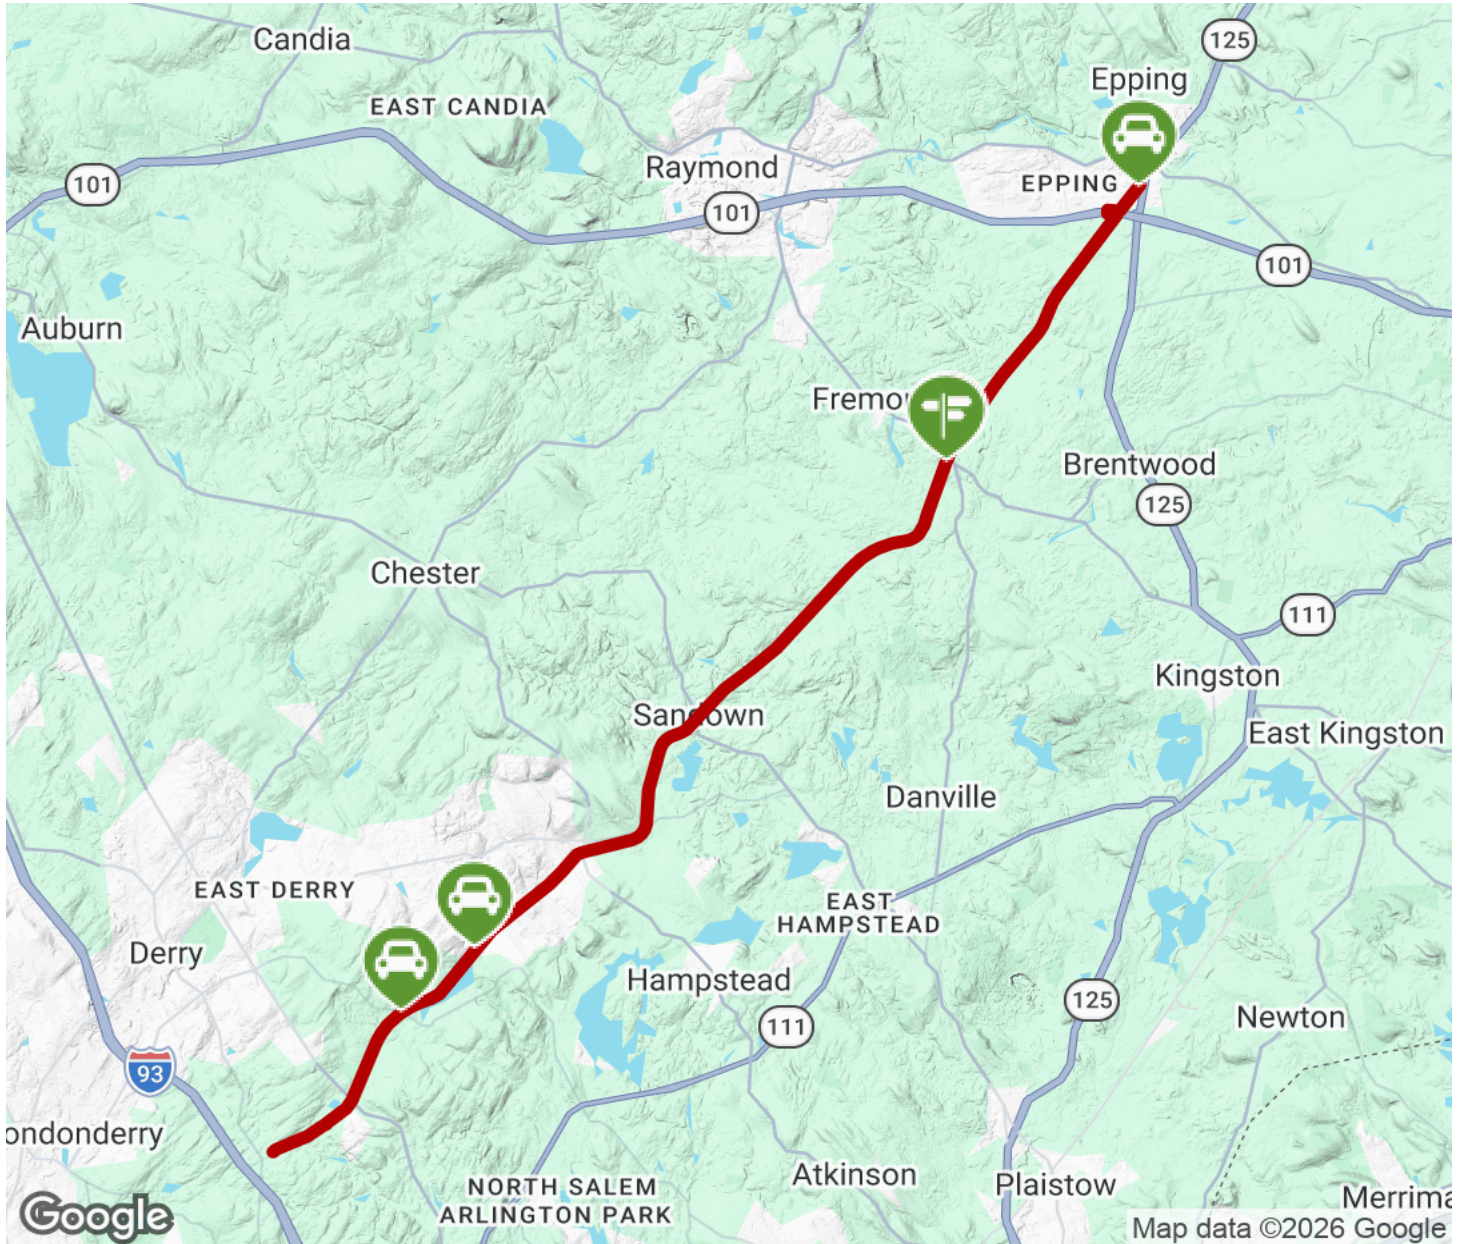 Candia
125
Epping
EAST CANDIA
Raymond
101
EPPING
101
101
Auburn
Fremo
Brentwood
125
Chester
111
Kingston
Sandown
East Kingston
Danville
EAST DERRY
EAST
HAMPSTEAD
Derry
Hampstead
125
111
Newton
93
ondonderry
Atkinson
Plaistow
NORTH SALEM
ARLINGTON PARK
Merrima
Google
Map data ©2026 Google